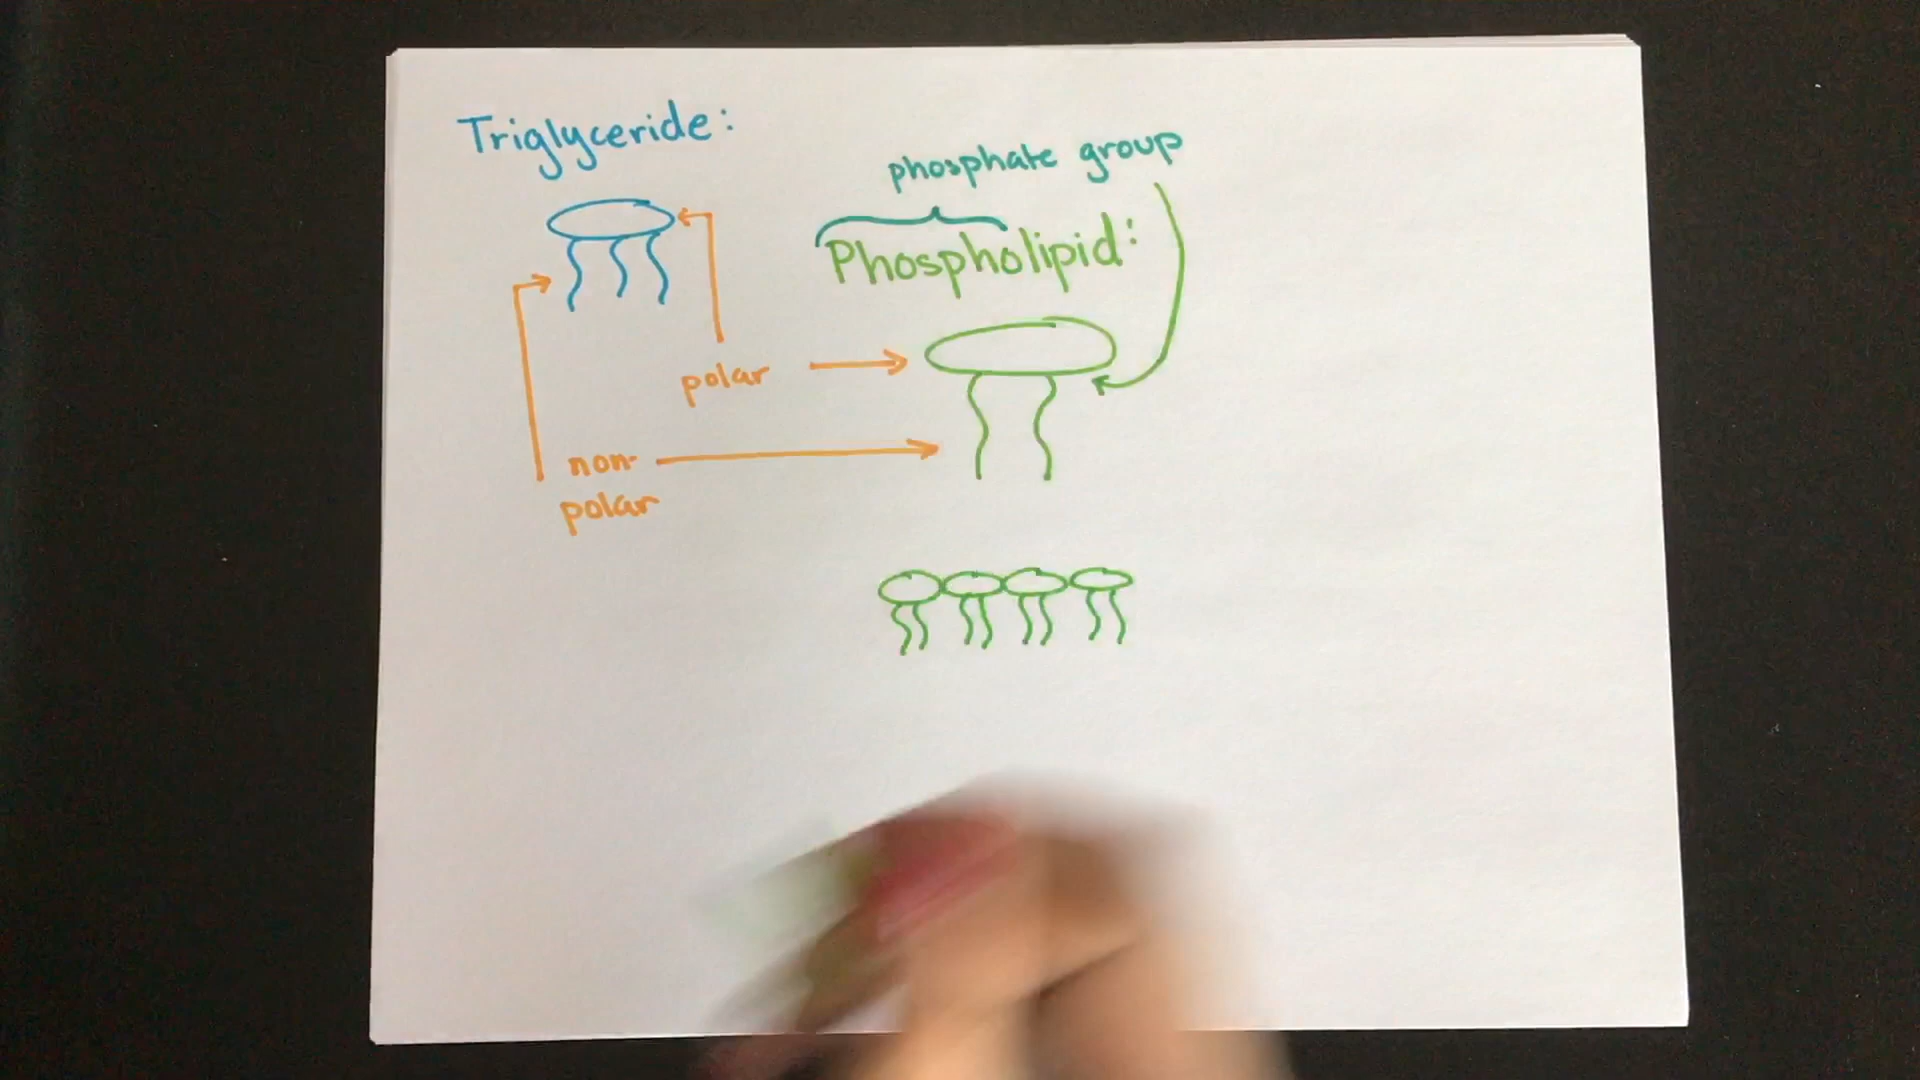 Triglyceride:
phosphate group
Phospholipid:
polar
non-
polar